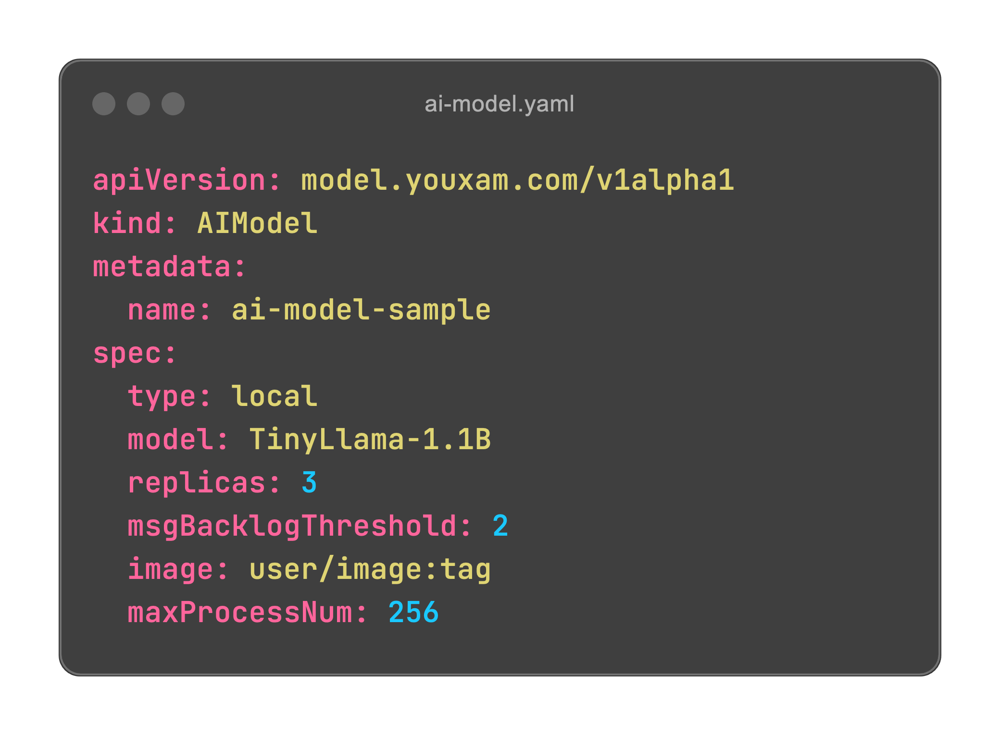 ai-model.yaml
apiVersion: model.youxam.com/v1alpha1
kind: AIModel
metadata:
  name: ai-model-sample
spec:
  type: local
  model: TinyLlama-1.1B
  replicas: 3
  msgBacklogThreshold: 2
  image: user/image:tag
  maxProcessNum: 256